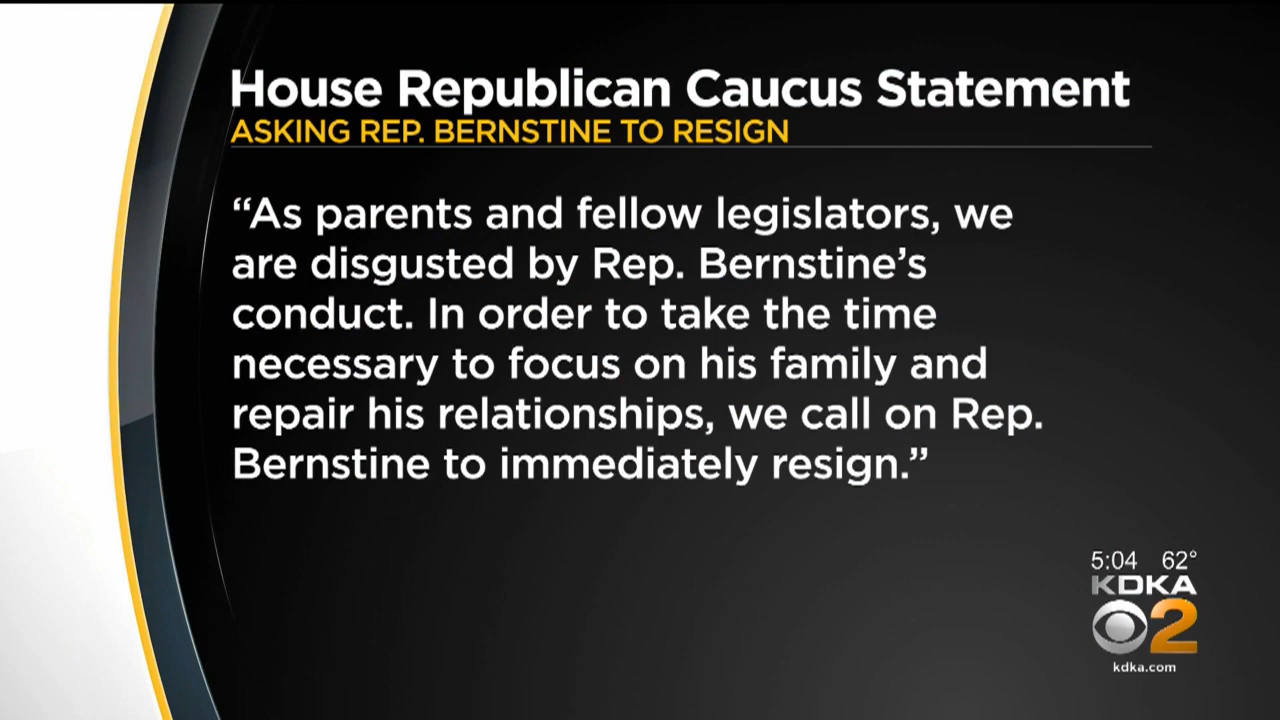 House Republican Caucus Statement
ASKING REP. BERNSTINE TO RESIGN
“As parents and fellow legislators, we
are disgusted by Rep. Bernstine’s
conduct. In order to take the time
necessary to focus on his family and
repair his relationships, we call on Rep.
Bernstine to immediately resign.”
5:04 62°
KDKA
2
kdka.com